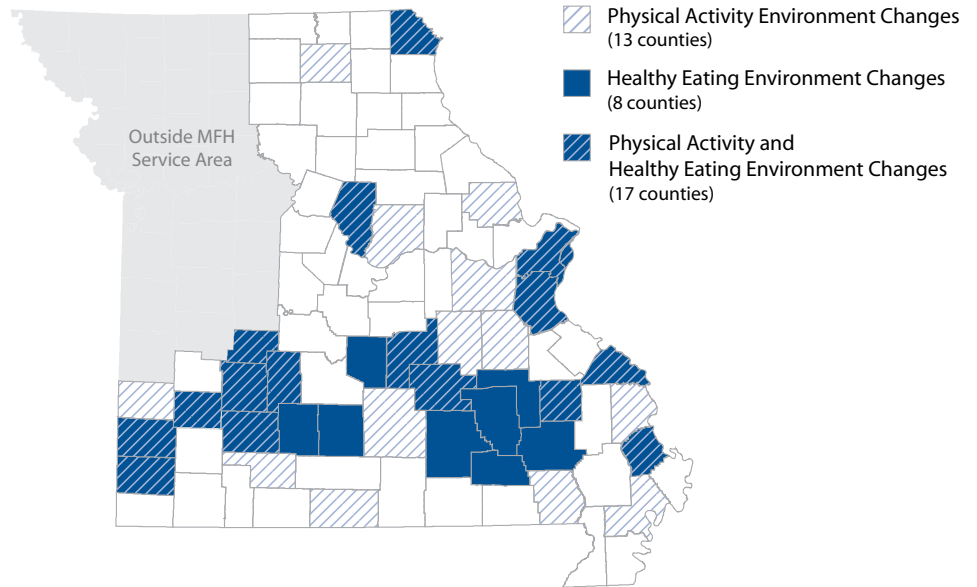 Physical Activity Environment Changes
(13 counties)
Healthy Eating Environment Changes
(8 counties)
Outside MFH
Service Area
Physical Activity and
Healthy Eating Environment Changes
(17 counties)